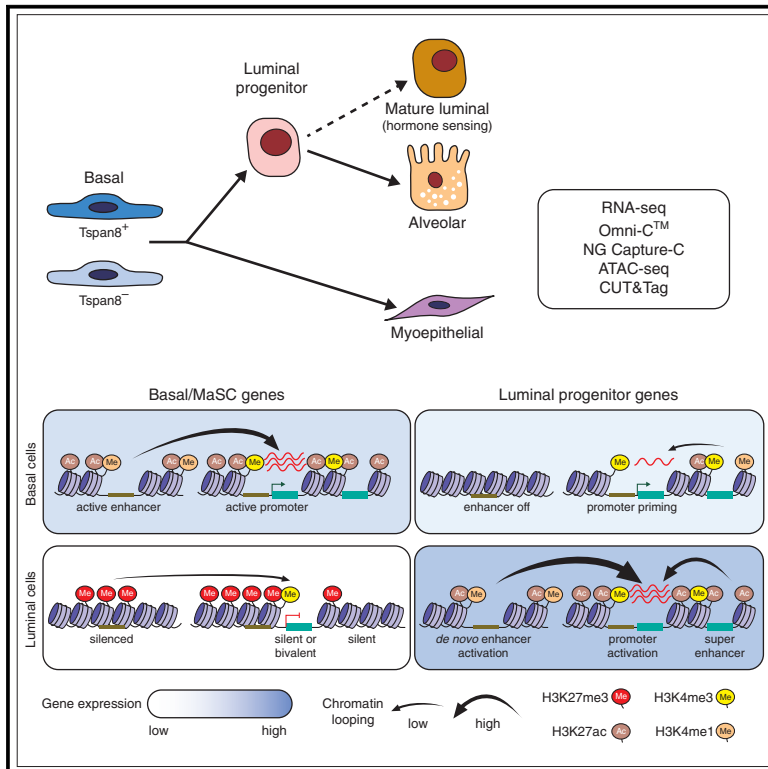 Luminal
progenitor
Mature luminal
(hormone sensing)
Basal
Tspan8+
Tspan8−
Alveolar
Myoepithelial
RNA-seq
Omni-C™
NG Capture-C
ATAC-seq
CUT&Tag
Basal/MaSC genes
Luminal progenitor genes
Basal cells
Ac Ac Me Ac Me Ac Ac Me Ac Me Ac Ac
active enhancer
active promoter
Me Ac Me Me
enhancer off
promoter priming
Luminal cells
Me Me Me Me Me Me Me Me Me
silenced
silent or
bivalent
silent
Ac Me Ac Me Ac Ac Me Ac Me Ac Ac
de novo enhancer
activation
promoter
activation
super
enhancer
Gene expression
low
high
Chromatin
looping
low
high
H3K27me3 Me
H3K4me3 Me
H3K27ac Ac
H3K4me1 Me